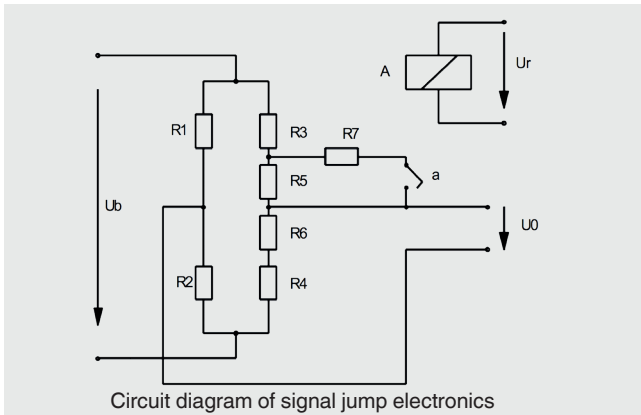 A
Ur
R1
R3
R7
R5
a
Ub
R6
U0
R2
R4
Circuit diagram of signal jump electronics